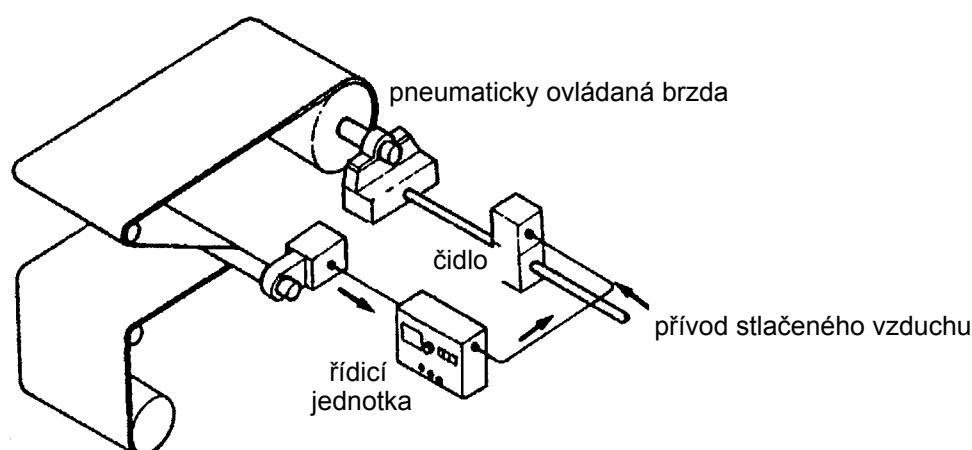 pneumaticky ovládaná brzda
čidlo
přívod stlačeného vzduchu
řídicí
jednotka